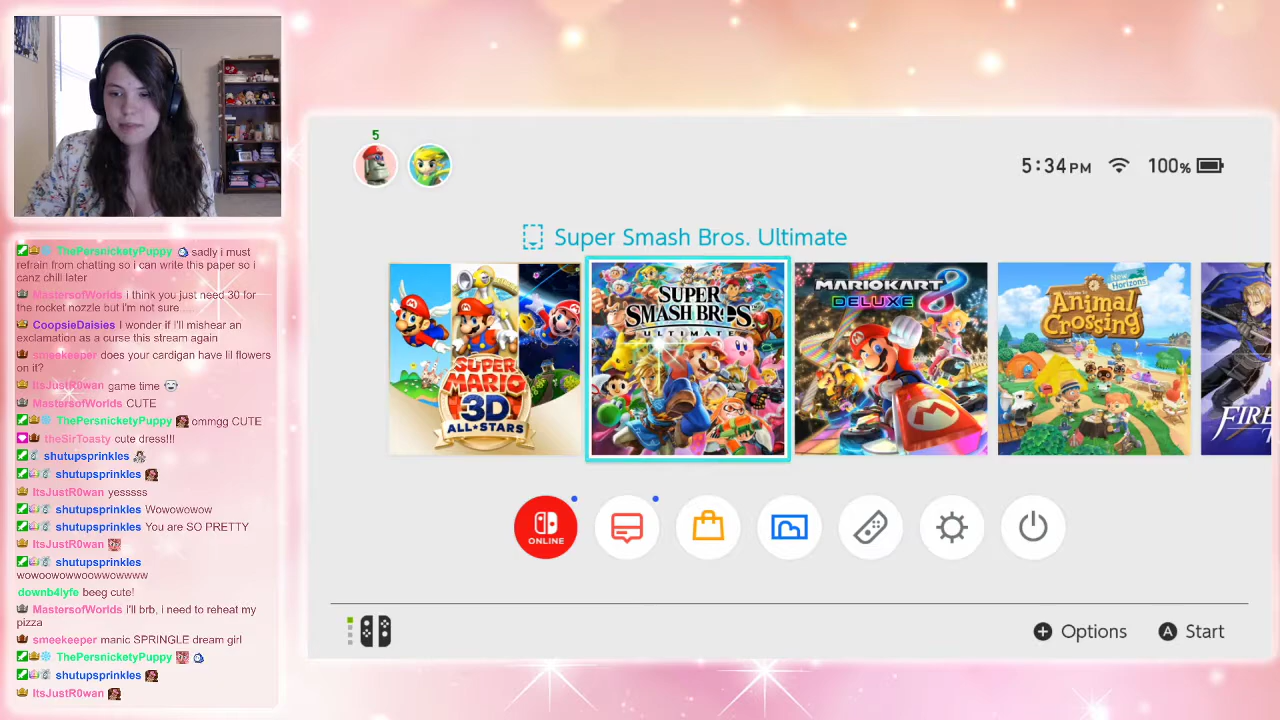 ThePersnicketyPuppy sadly i must
refrain from chatting so i can write this paper so i
canz chill later
MastersofWorlds i think you just need 30 for
the rocket nozzle but I'm not sure
CoopsieDaisies I wonder if I'll mishear an
exclamation as a curse this stream again
smeekeeper does your cardigan have lil flowers
on it?
ItsJustR0wan game time
MastersofWorlds CUTE
ThePersnicketyPuppy ommgg CUTE
theSirToasty cute dress!!!
shutupsprinkles
shutupsprinkles
ItsJustR0wan yesssss
shutupsprinkles Wowowowow
shutupsprinkles You are SO PRETTY
ItsJustR0wan
shutupsprinkles
wowoowowwoowwowwww
downb4lyfe beeg cute!
MastersofWorlds i'll brb, i need to reheat my
pizza
smeekeeper manic SPRINGLE dream girl
ThePersnicketyPuppy
shutupsprinkles
ItsJustR0wan
5
5:34PM 100%
Super Smash Bros. Ultimate
SUPER
MARIO
3D
ALL★STARS
SUPER
SMASH BROS.
ULTIMATE
MARIOKART 8
DELUXE
New
Horizons
Animal
Crossing
FIRE
ONLINE
+ Options A Start